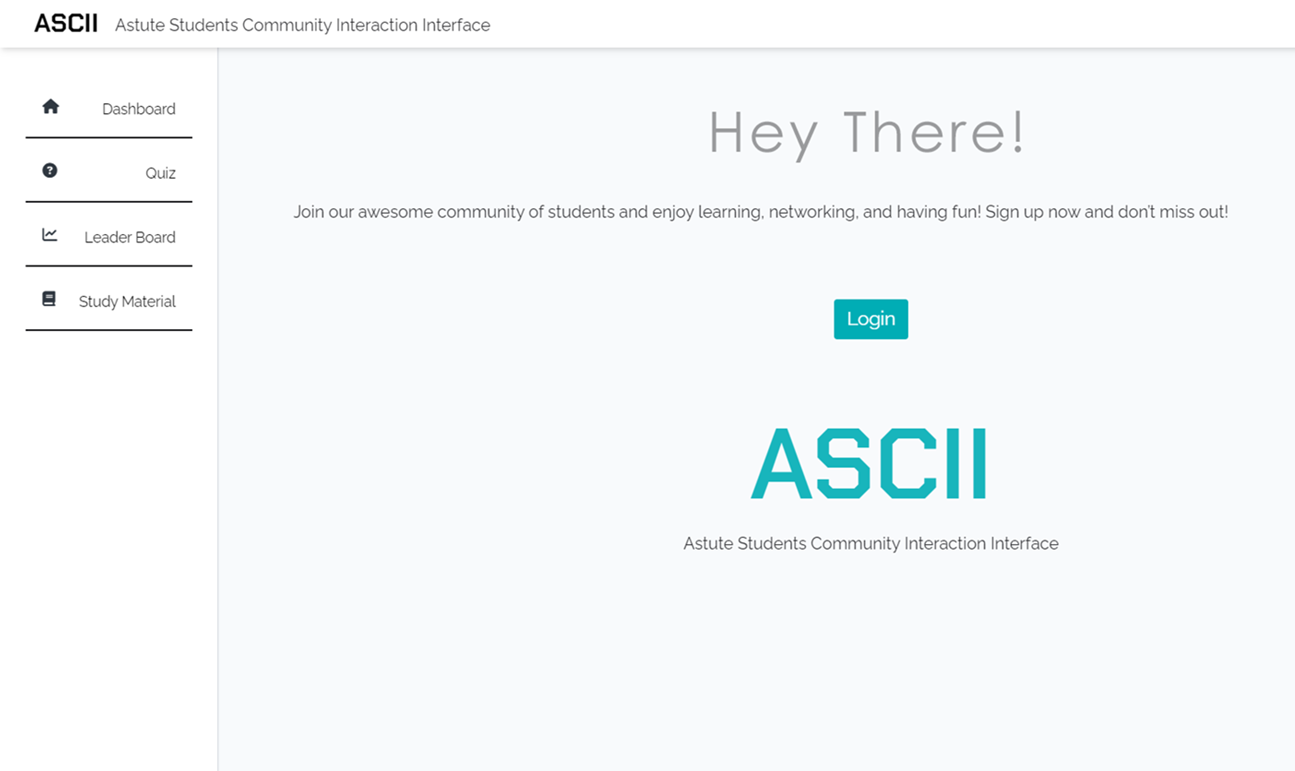 ASCII Astute Students Community Interaction Interface
Dashboard
Quiz
Leader Board
Study Material
Hey There!
Join our awesome community of students and enjoy learning, networking, and having fun! Sign up now and don't miss out!
Login
ASCII
Astute Students Community Interaction Interface